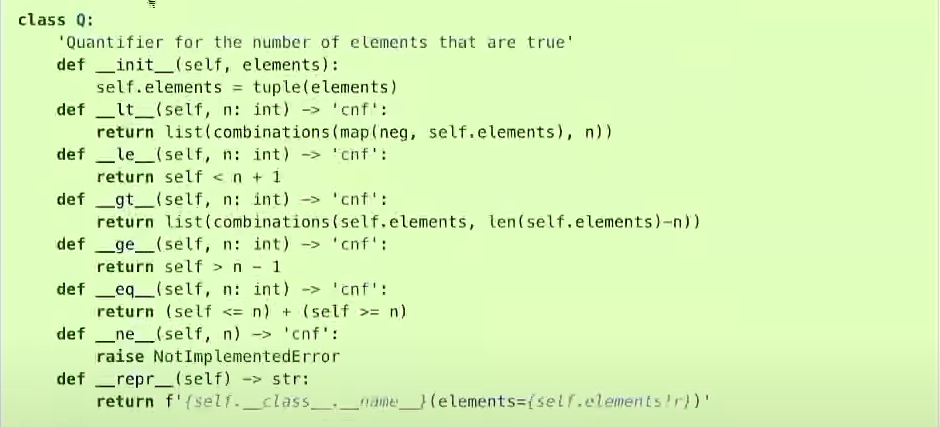 class Q:
    'Quantifier for the number of elements that are true'
    def __init__(self, elements):
        self.elements = tuple(elements)
    def __lt__(self, n: int) -> 'cnf':
        return list(combinations(map(neg, self.elements), n))
    def __le__(self, n: int) -> 'cnf':
        return self < n + 1
    def __gt__(self, n: int) -> 'cnf':
        return list(combinations(self.elements, len(self.elements)-n))
    def __ge__(self, n: int) -> 'cnf':
        return self > n - 1
    def __eq__(self, n: int) -> 'cnf':
        return (self <= n) + (self >= n)
    def __ne__(self, n) -> 'cnf':
        raise NotImplementedError
    def __repr__(self) -> str:
        return f'{self.__class__.__name__}(elements={self.elements!r})'